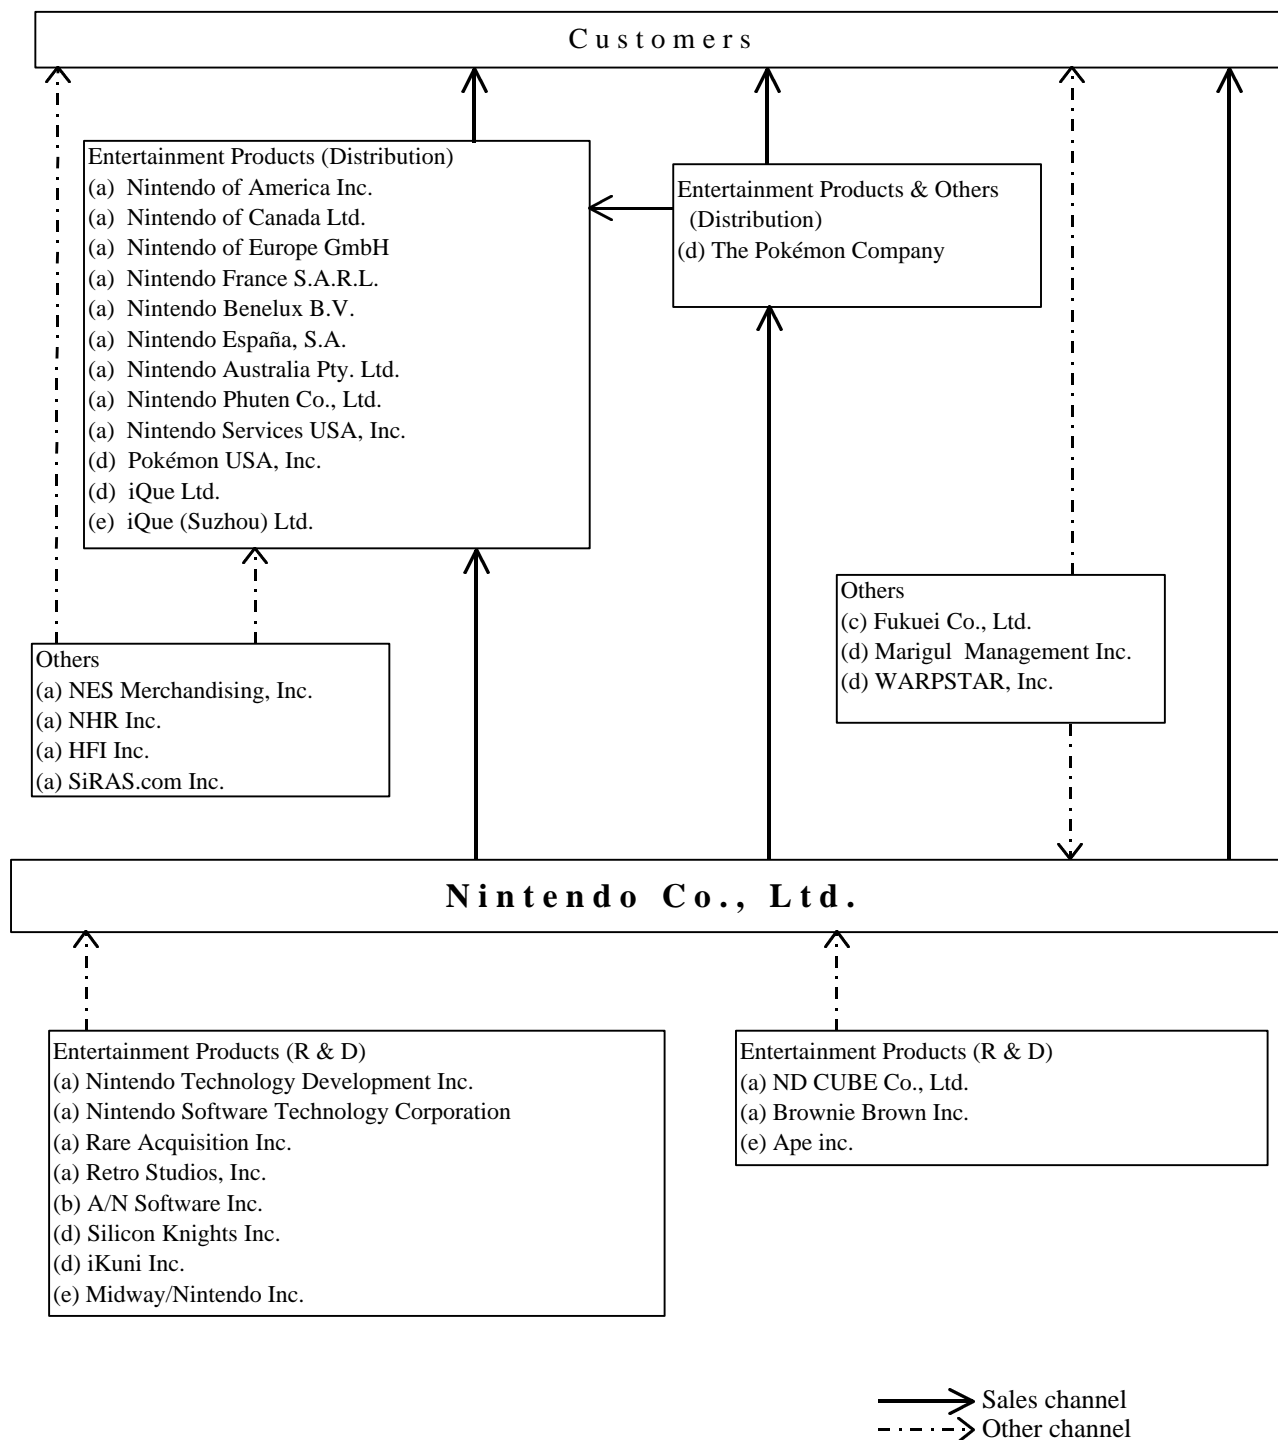 Customers
Entertainment Products (Distribution)
(a) Nintendo of America Inc.
(a) Nintendo of Canada Ltd.
(a) Nintendo of Europe GmbH
(a) Nintendo France S.A.R.L.
(a) Nintendo Benelux B.V.
(a) Nintendo España, S.A.
(a) Nintendo Australia Pty. Ltd.
(a) Nintendo Phuten Co., Ltd.
(a) Nintendo Services USA, Inc.
(d) Pokémon USA, Inc.
(d) iQue Ltd.
(e) iQue (Suzhou) Ltd.
Entertainment Products & Others
(Distribution)
(d) The Pokémon Company
Others
(c) Fukuei Co., Ltd.
(d) Marigul Management Inc.
(d) WARPSTAR, Inc.
Others
(a) NES Merchandising, Inc.
(a) NHR Inc.
(a) HFI Inc.
(a) SiRAS.com Inc.
Nintendo Co., Ltd.
Entertainment Products (R & D)
(a) Nintendo Technology Development Inc.
(a) Nintendo Software Technology Corporation
(a) Rare Acquisition Inc.
(a) Retro Studios, Inc.
(b) A/N Software Inc.
(d) Silicon Knights Inc.
(d) iKuni Inc.
(e) Midway/Nintendo Inc.
Entertainment Products (R & D)
(a) ND CUBE Co., Ltd.
(a) Brownie Brown Inc.
(e) Ape inc.
Sales channel
Other channel